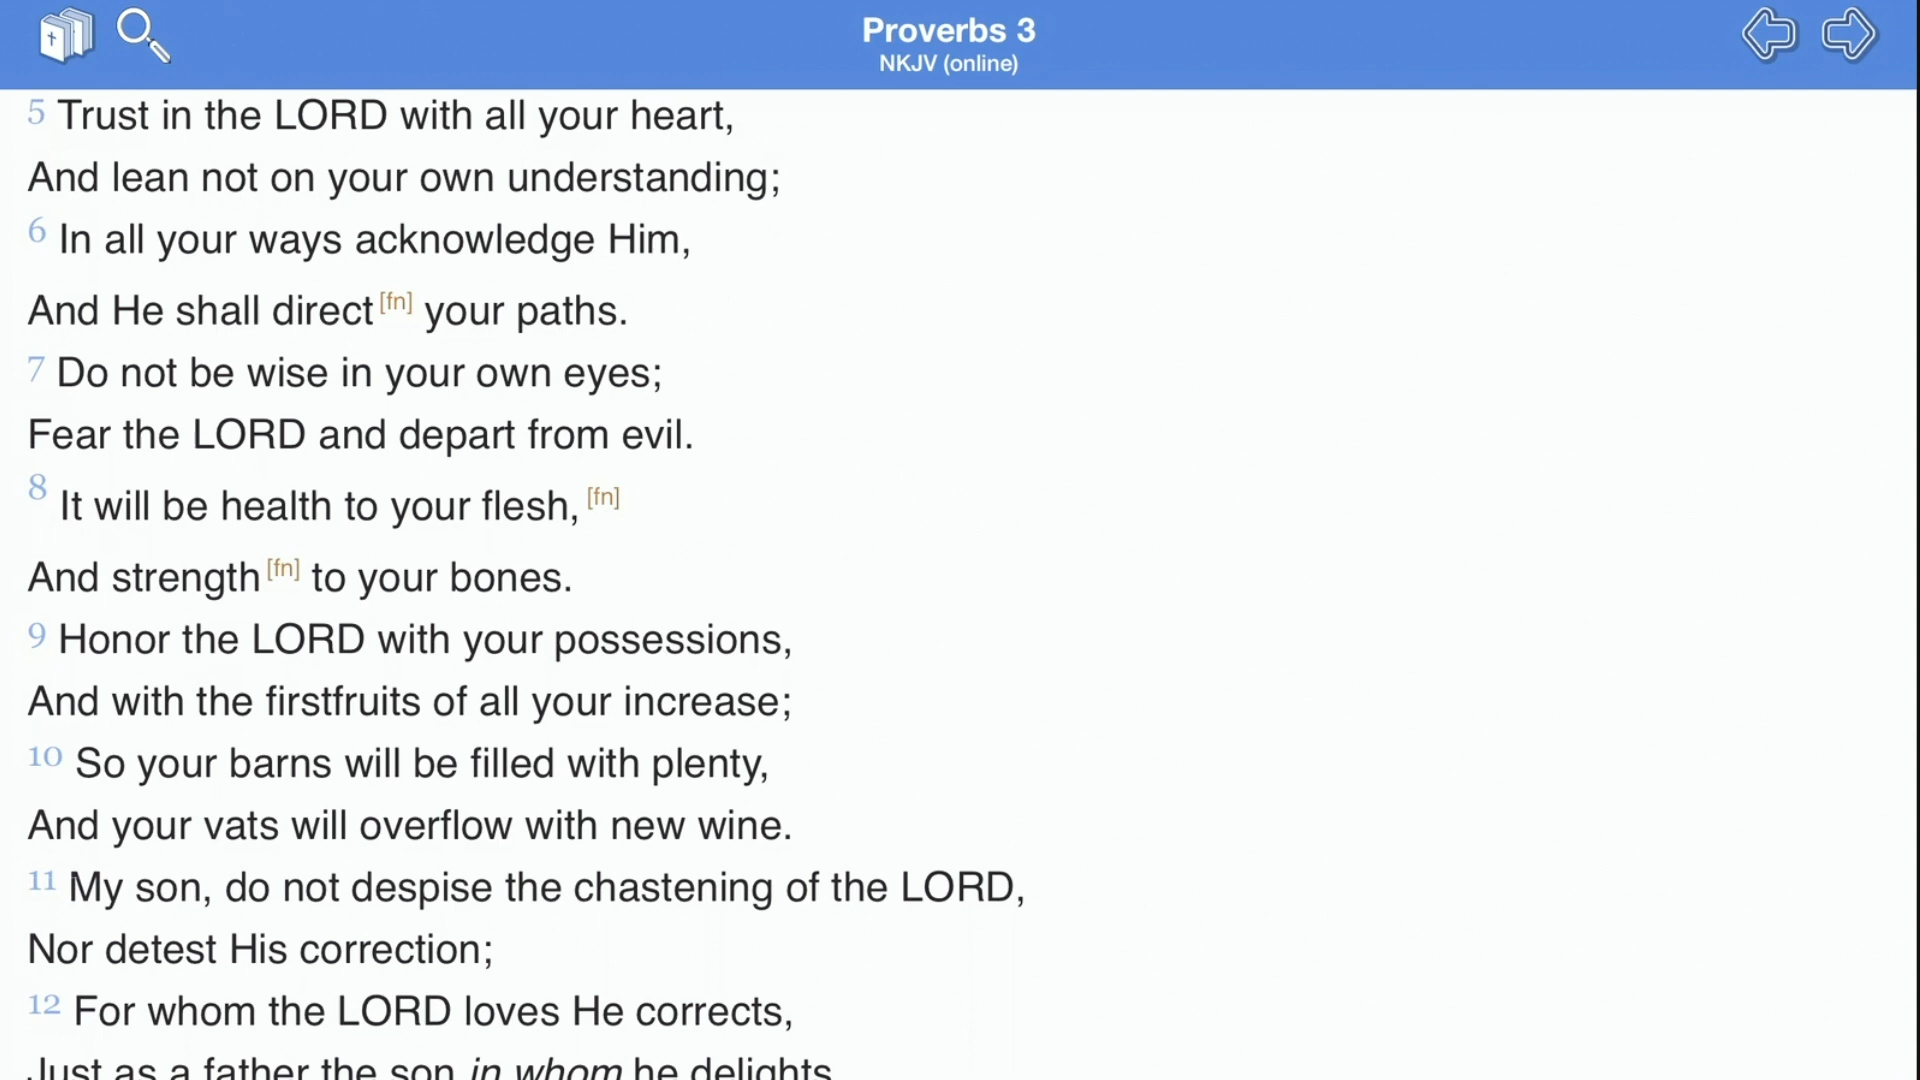 Proverbs 3
NKJV (online)
5 Trust in the LORD with all your heart,
And lean not on your own understanding;
6 In all your ways acknowledge Him,
And He shall direct [fn] your paths.
7 Do not be wise in your own eyes;
Fear the LORD and depart from evil.
8 It will be health to your flesh, [fn]
And strength [fn] to your bones.
9 Honor the LORD with your possessions,
And with the firstfruits of all your increase;
10 So your barns will be filled with plenty,
And your vats will overflow with new wine.
11 My son, do not despise the chastening of the LORD,
Nor detest His correction;
12 For whom the LORD loves He corrects,
Just as a father the son in whom he delights